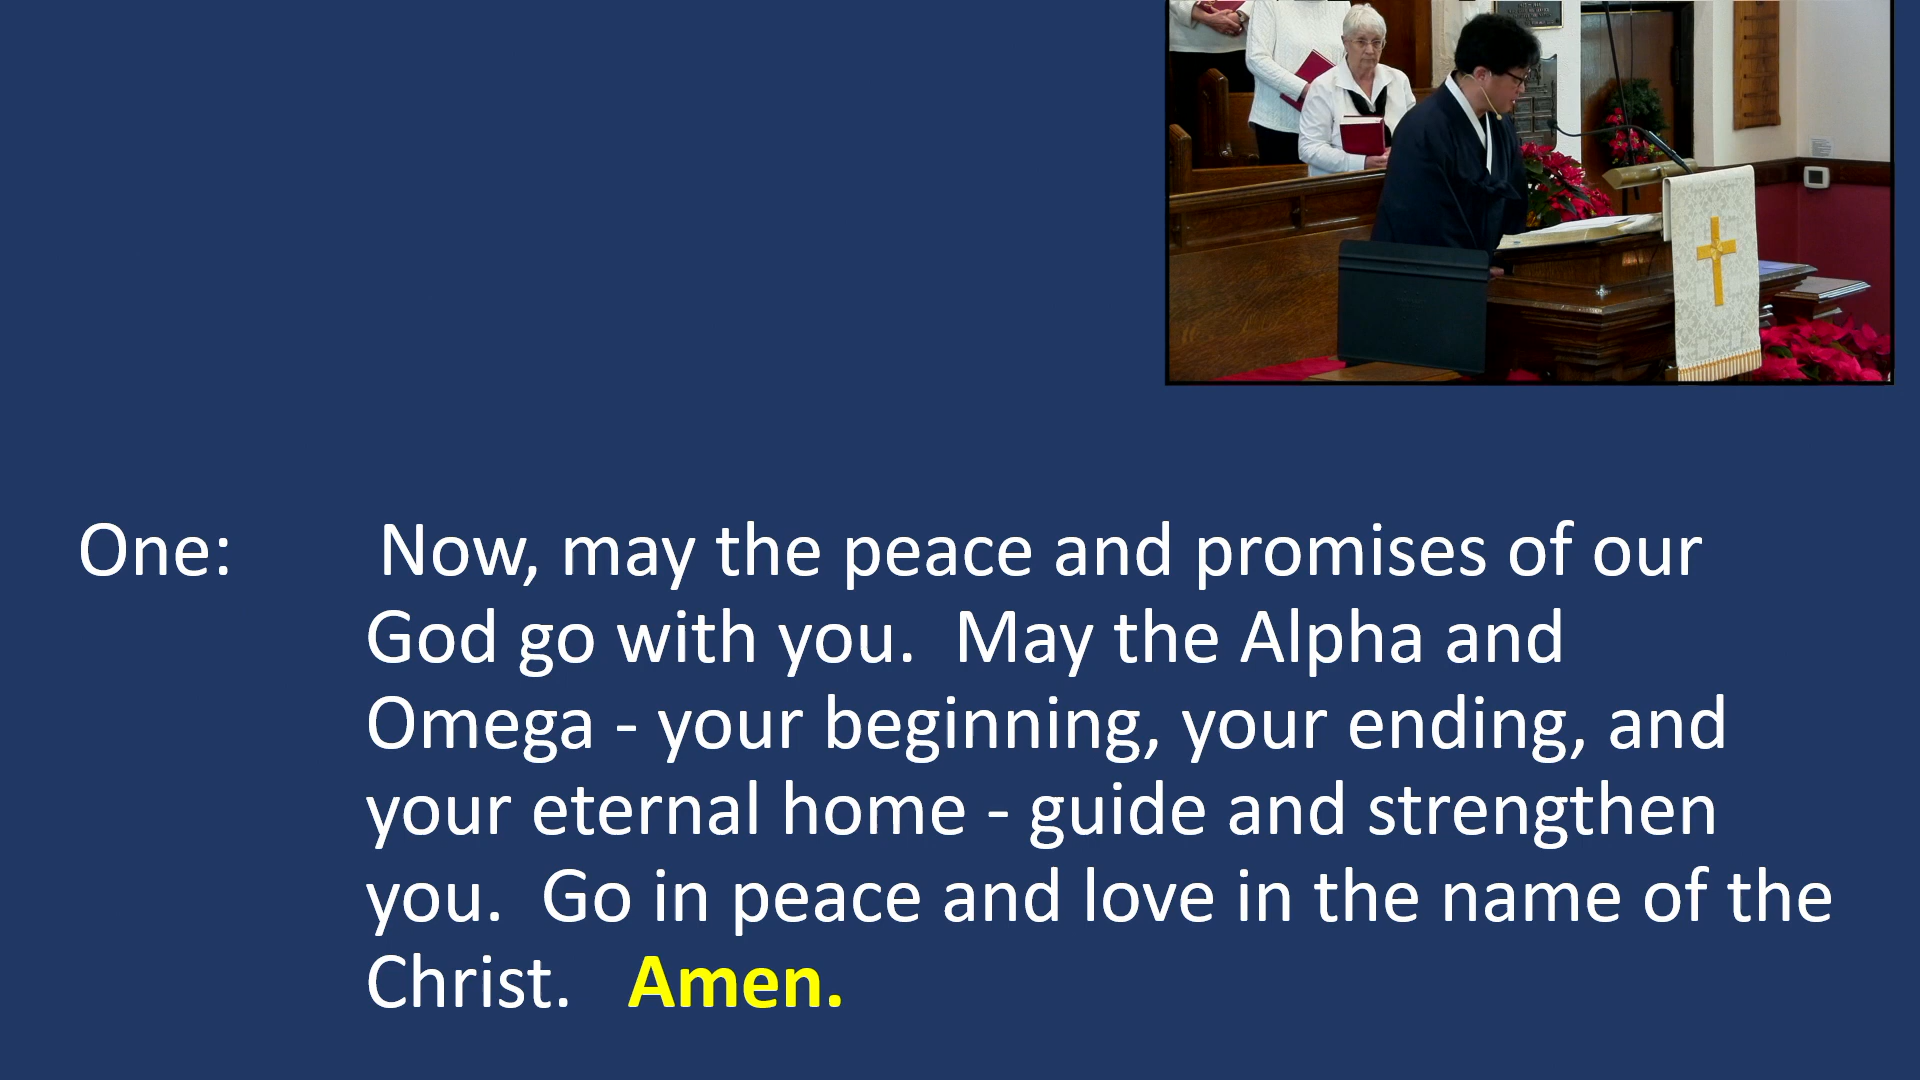 One: Now, may the peace and promises of our
God go with you. May the Alpha and
Omega - your beginning, your ending, and
your eternal home - guide and strengthen
you. Go in peace and love in the name of the
Christ. Amen.